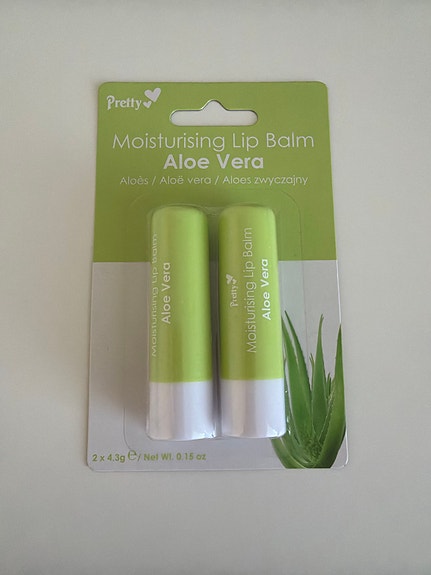 Pretty
Moisturising Lip Balm
Aloe Vera
Aloès / Aloë vera / Aloes zwyczajny
Moisturising Lip Balm
Aloe Vera
Pretty
Moisturising Lip Balm
Aloe Vera
2 x 4.3g ℮ / Net Wt. 0.15 oz